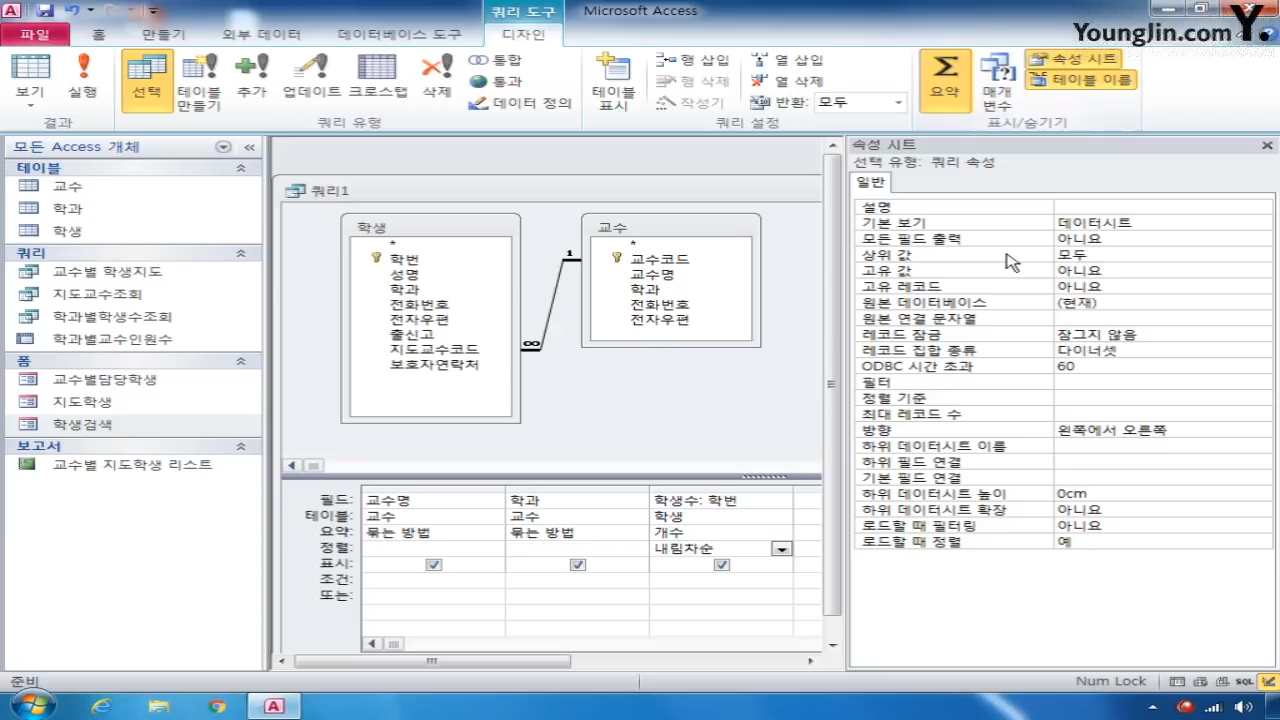 쿼리 도구
Microsoft Access
YoungJin.com Y.
파일 홈 만들기 외부 데이터 데이터베이스 도구 디자인
보기
실행
선택
테이블 만들기
추가
업데이트
크로스탭
삭제
통합
통과
데이터 정의
테이블 표시
행 삽입
행 삭제
작성기
열 삽입
열 삭제
반환: 모두
요약
매개 변수
속성 시트
테이블 이름
결과
쿼리 유형
쿼리 설정
표시/숨기기
모든 Access 개체
테이블
교수
학과
학생
쿼리
교수별 학생지도
지도교수조회
학과별학생수조회
학과별교수인원수
폼
교수별담당학생
지도학생
학생검색
보고서
교수별 지도학생 리스트
쿼리1
학생
*
학번
성명
학과
전화번호
전자우편
출신고
지도교수코드
보호자연락처
1
∞
교수
*
교수코드
교수명
학과
전화번호
전자우편
필드: 교수명 학과 학생수: 학번
테이블: 교수 교수 학생
요약: 묶는 방법 묶는 방법 개수
정렬: 내림차순
표시:
조건:
또는:
속성 시트
선택 유형: 쿼리 속성
일반
설명
기본 보기 데이터시트
모든 필드 출력 아니요
상위 값 모두
고유 값 아니요
고유 레코드 아니요
원본 데이터베이스 (현재)
원본 연결 문자열
레코드 잠금 잠그지 않음
레코드 집합 종류 다이너셋
ODBC 시간 초과 60
필터
정렬 기준
최대 레코드 수
방향 왼쪽에서 오른쪽
하위 데이터시트 이름
하위 필드 연결
기본 필드 연결
하위 데이터시트 높이 0cm
하위 데이터시트 확장 아니요
로드할 때 필터링 아니요
로드할 때 정렬 예
준비
Num Lock
SQL